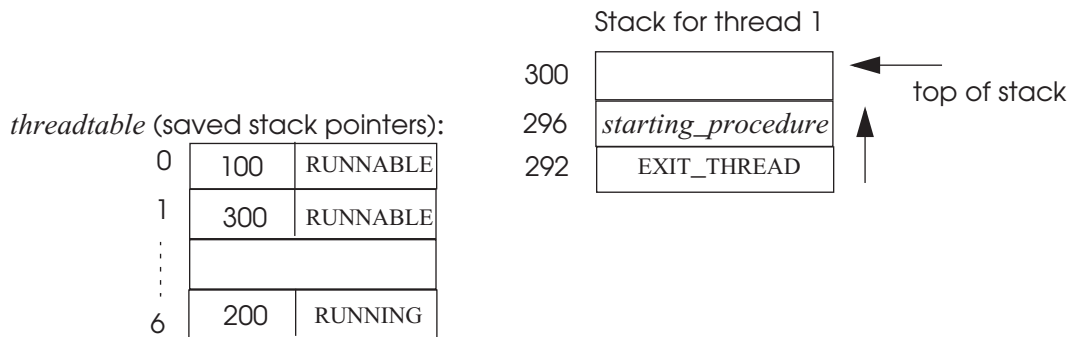 Stack for thread 1
300
top of stack
296 starting_procedure
292 EXIT_THREAD
threadtable (saved stack pointers):
0 100 RUNNABLE
1 300 RUNNABLE
6 200 RUNNING